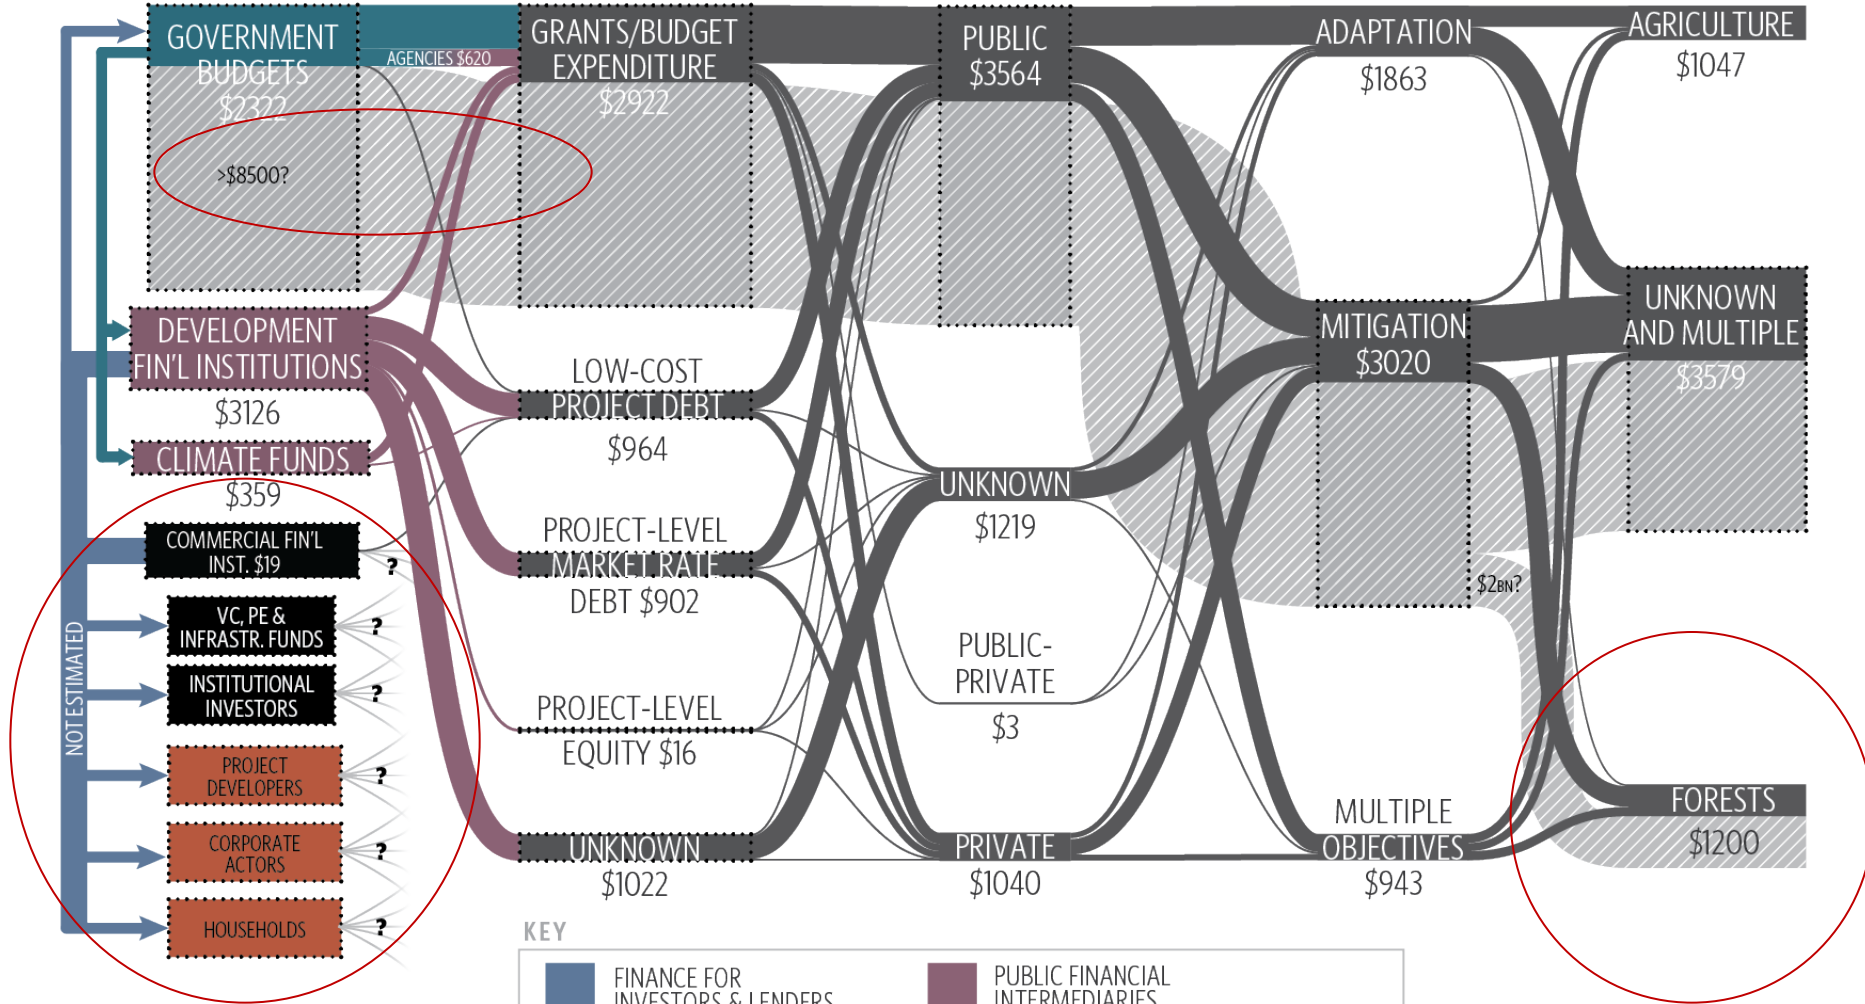 GOVERNMENT
BUDGETS
$2322
>$8500?
AGENCIES $620
DEVELOPMENT
FIN'L INSTITUTIONS
$3126
CLIMATE FUNDS
$359
COMMERCIAL FIN'L
INST. $19
?
VC, PE &
INFRASTR. FUNDS
?
INSTITUTIONAL
INVESTORS
?
PROJECT
DEVELOPERS
?
CORPORATE
ACTORS
?
HOUSEHOLDS
?
NOT ESTIMATED
GRANTS/BUDGET
EXPENDITURE
$2922
LOW-COST
PROJECT DEBT
$964
PROJECT-LEVEL
MARKET RATE
DEBT $902
PROJECT-LEVEL
EQUITY $16
UNKNOWN
$1022
PUBLIC
$3564
UNKNOWN
$1219
PUBLIC-
PRIVATE
$3
PRIVATE
$1040
ADAPTATION
$1863
MITIGATION
$3020
$2BN?
MULTIPLE
OBJECTIVES
$943
AGRICULTURE
$1047
UNKNOWN
AND MULTIPLE
$3579
FORESTS
$1200
KEY
FINANCE FOR
INVESTORS & LENDERS
PUBLIC FINANCIAL
INTERMEDIARIES